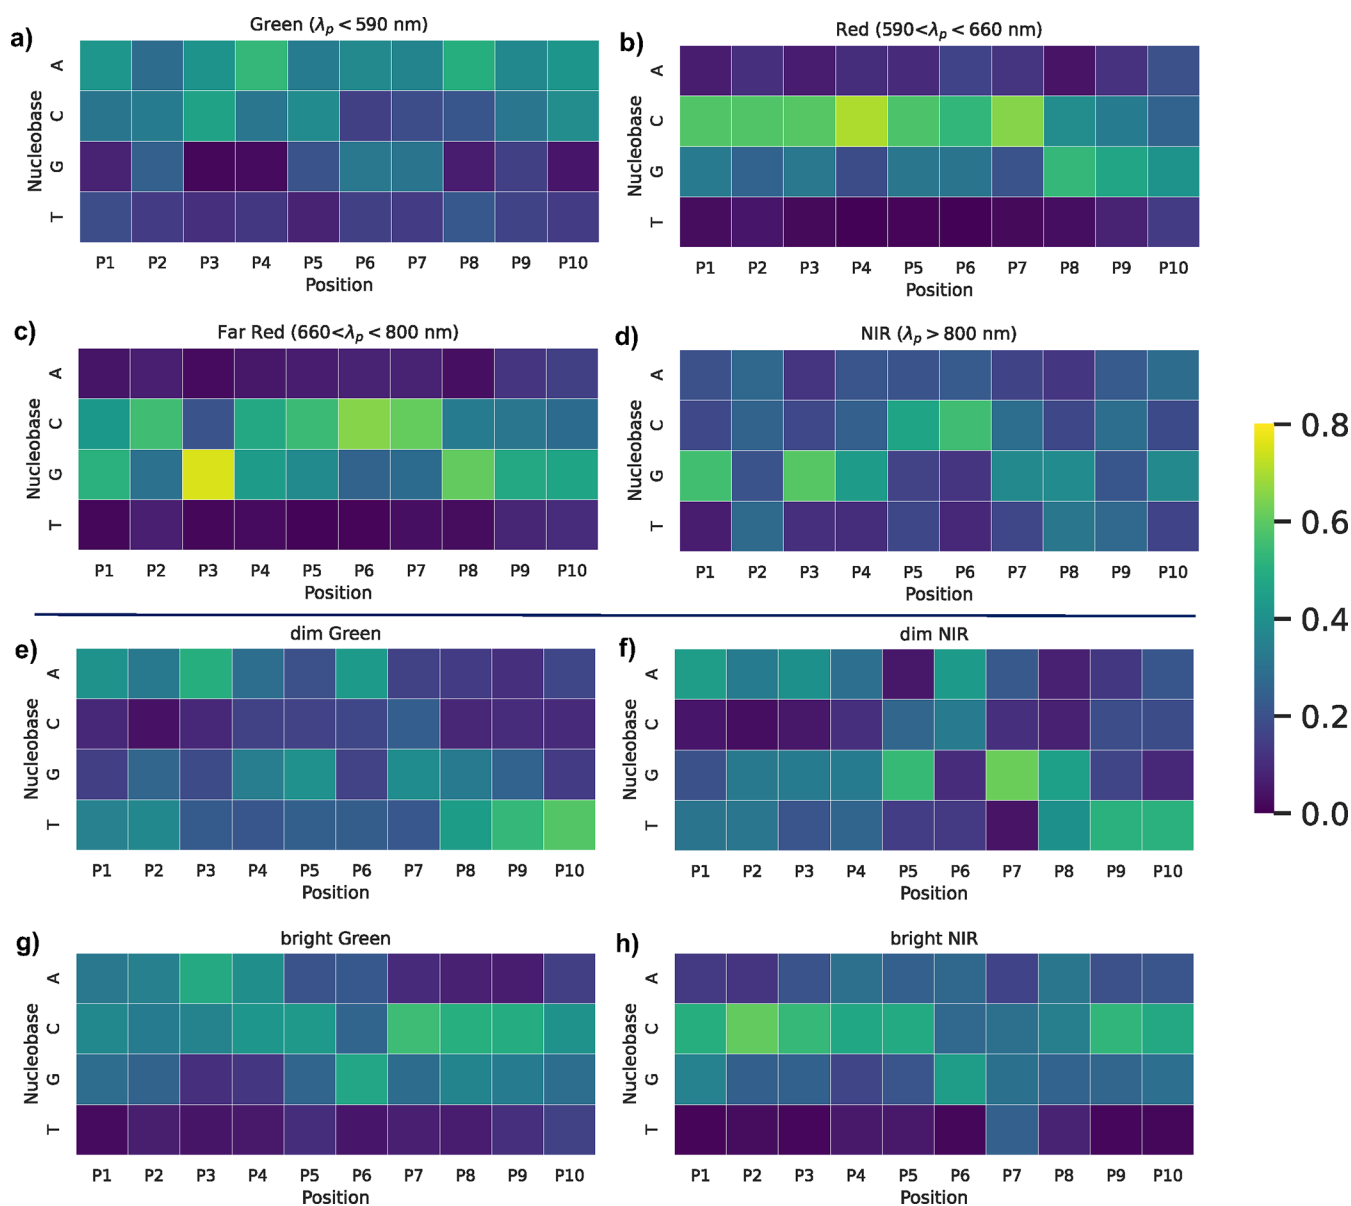 a)
Green (λp < 590 nm)
Nucleobase
A
C
G
T
P1 P2 P3 P4 P5 P6 P7 P8 P9 P10
Position
b)
Red (590<λp < 660 nm)
Nucleobase
A
C
G
T
P1 P2 P3 P4 P5 P6 P7 P8 P9 P10
Position
c)
Far Red (660<λp < 800 nm)
Nucleobase
A
C
G
T
P1 P2 P3 P4 P5 P6 P7 P8 P9 P10
Position
d)
NIR (λp > 800 nm)
Nucleobase
A
C
G
T
P1 P2 P3 P4 P5 P6 P7 P8 P9 P10
Position
0.8
0.6
0.4
0.2
0.0
e)
dim Green
Nucleobase
A
C
G
T
P1 P2 P3 P4 P5 P6 P7 P8 P9 P10
Position
f)
dim NIR
Nucleobase
A
C
G
T
P1 P2 P3 P4 P5 P6 P7 P8 P9 P10
Position
g)
bright Green
Nucleobase
A
C
G
T
P1 P2 P3 P4 P5 P6 P7 P8 P9 P10
Position
h)
bright NIR
Nucleobase
A
C
G
T
P1 P2 P3 P4 P5 P6 P7 P8 P9 P10
Position